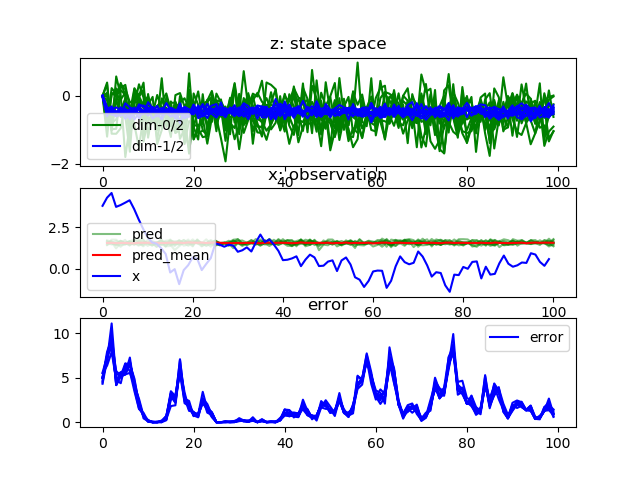 z: state space
0
−2
dim-0/2
dim-1/2
0 20 40 60 80 100
x: observation
2.5
0.0
pred
pred_mean
x
0 20 40 60 80 100
error
10
5
0
error
0 20 40 60 80 100